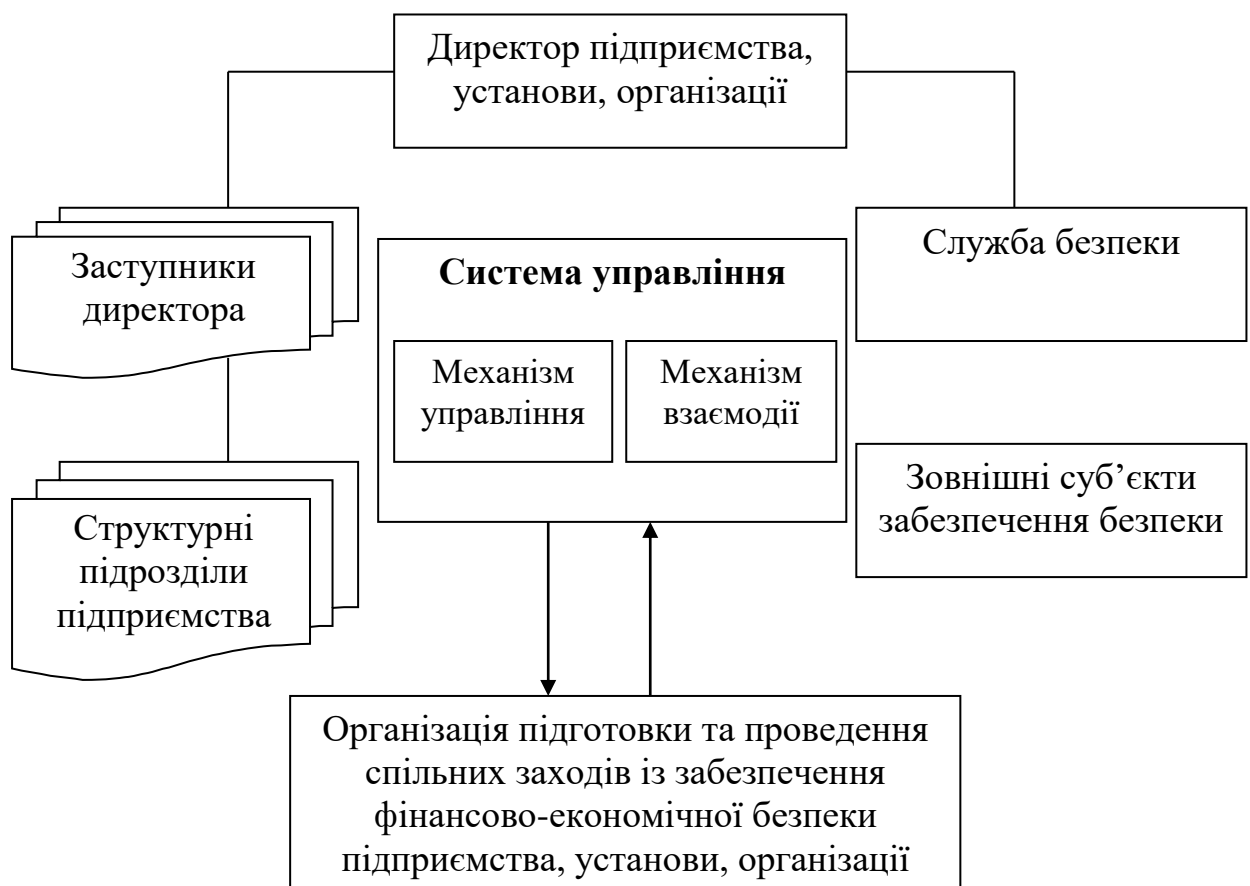 Директор підприємства,
установи, організації
Заступники
директора
Система управління
Служба безпеки
Механізм
управління
Механізм
взаємодії
Структурні
підрозділи
підприємства
Зовнішні суб’єкти
забезпечення безпеки
Організація підготовки та проведення
спільних заходів із забезпечення
фінансово-економічної безпеки
підприємства, установи, організації